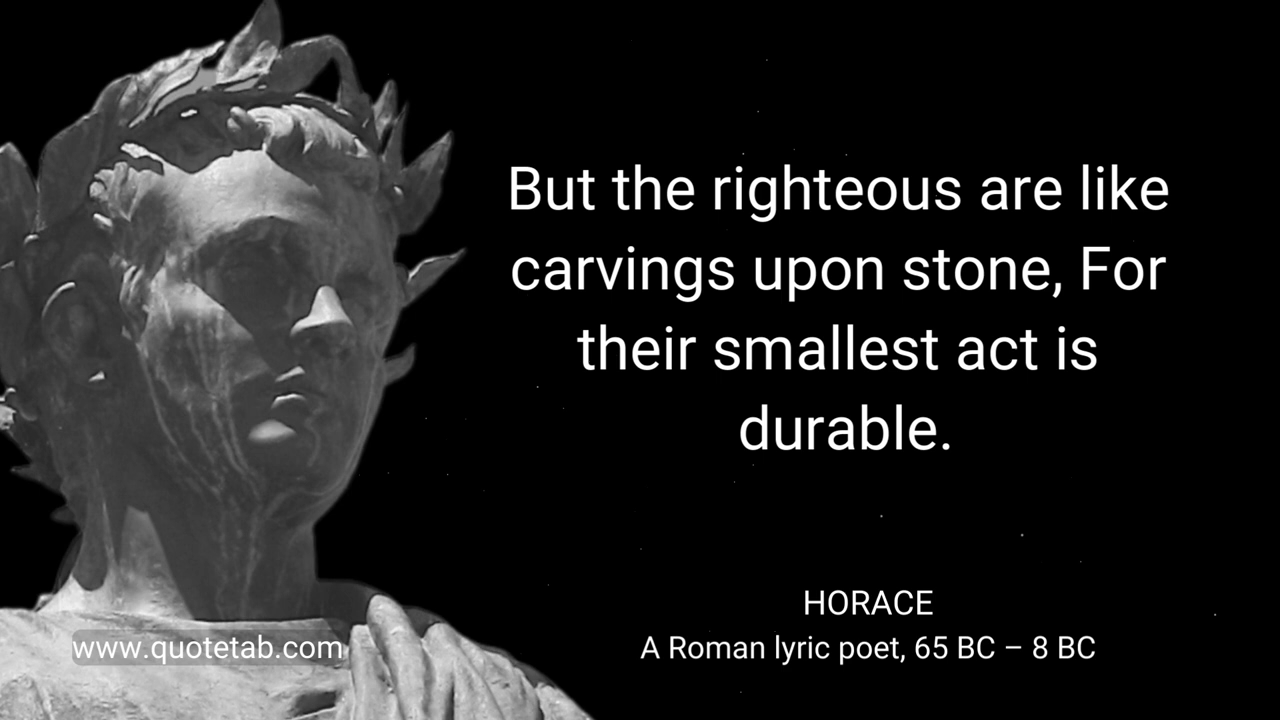 But the righteous are like
carvings upon stone, For
their smallest act is
durable.
HORACE
A Roman lyric poet, 65 BC – 8 BC
www.quotetab.com